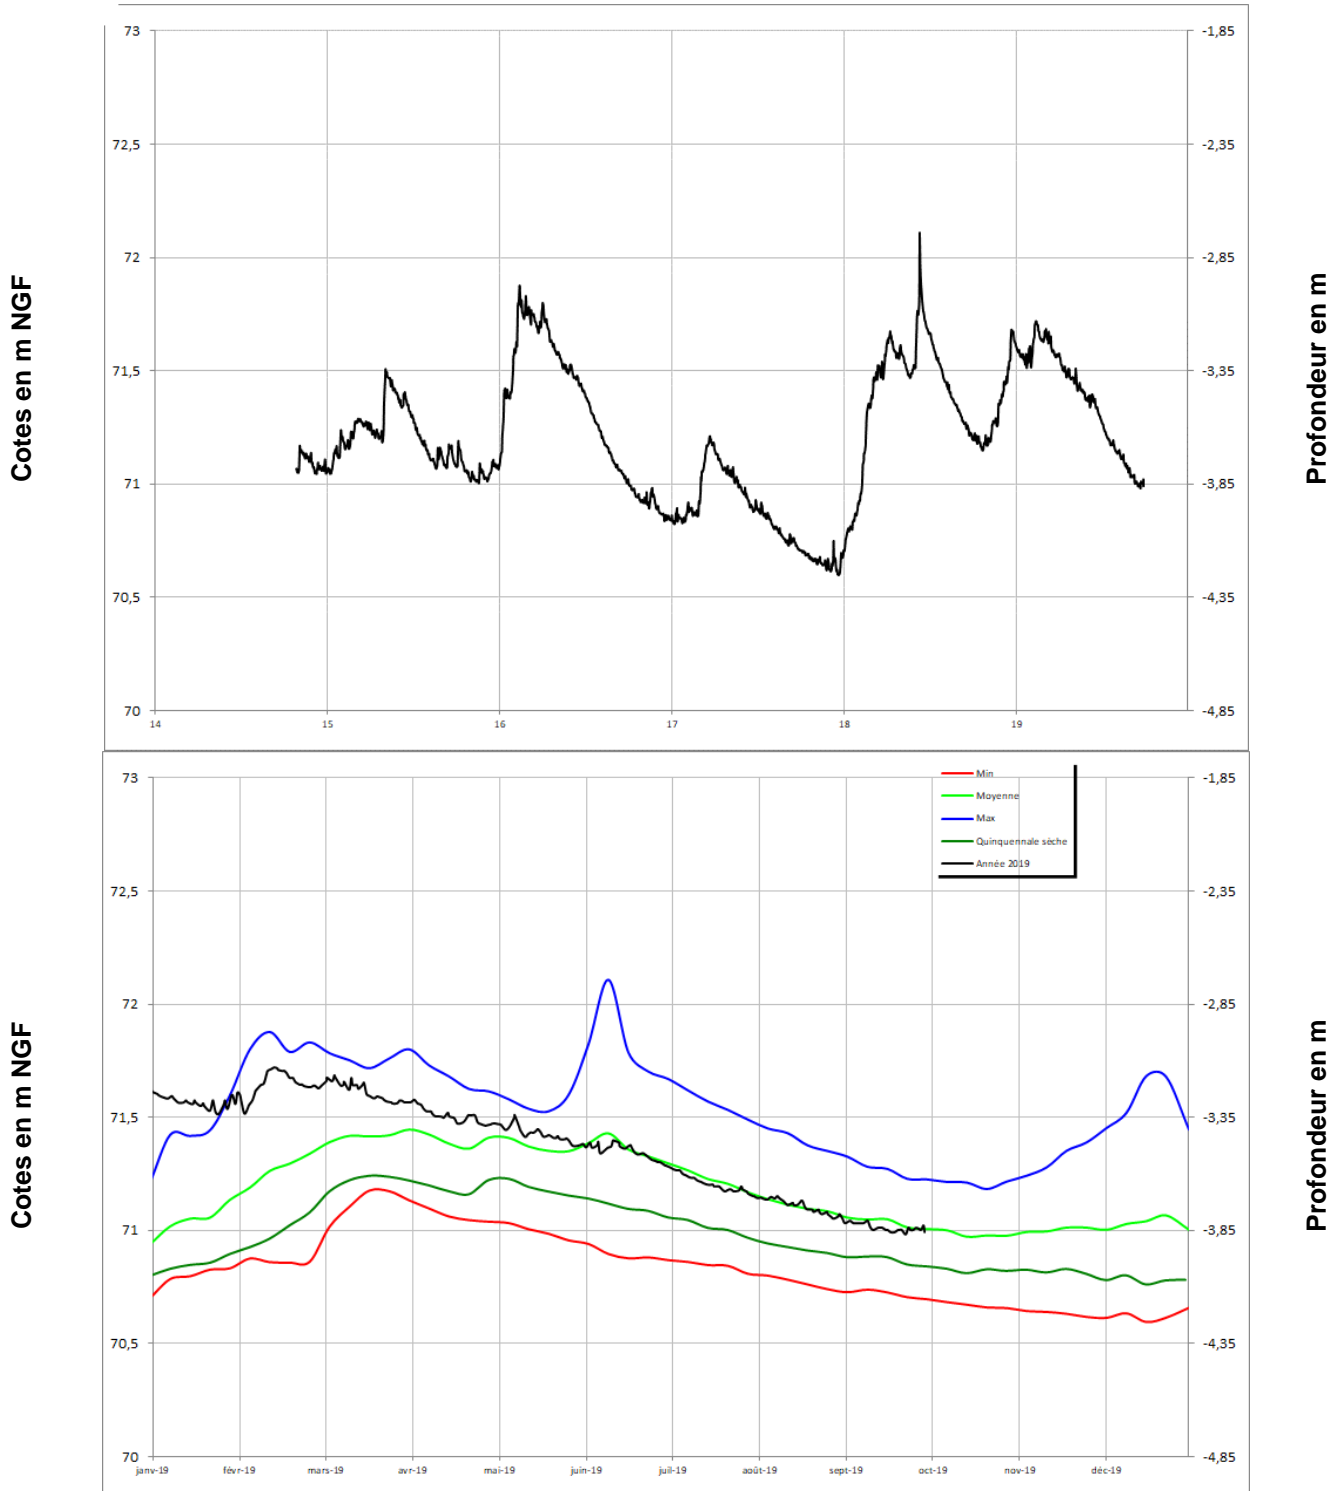 Cotes en m NGF
73
72,5
72
71,5
71
70,5
70
-1,85
-2,35
-2,85
-3,35
-3,85
-4,35
-4,85
Profondeur en m
14 15 16 17 18 19
Cotes en m NGF
73
72,5
72
71,5
71
70,5
70
Min
Moyenne
Max
Quinquennale sèche
Année 2019
-1,85
-2,35
-2,85
-3,35
-3,85
-4,35
-4,85
Profondeur en m
janv-19 févr-19 mars-19 avr-19 mai-19 juin-19 juil-19 août-19 sept-19 oct-19 nov-19 déc-19